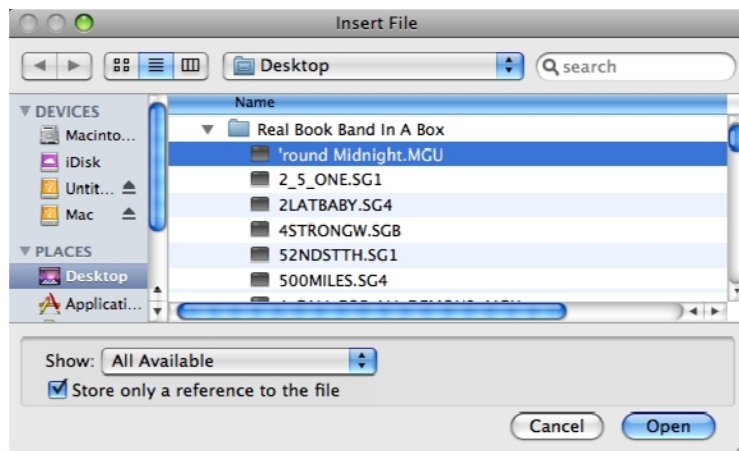 Insert File
Desktop
search
DEVICES
Macinto...
iDisk
Untit...
Mac
PLACES
Desktop
Applicati...
Name
Real Book Band In A Box
'round Midnight.MGU
2_5_ONE.SG1
2LATBABY.SG4
4STRONGW.SGB
52NDSTTH.SG1
500MILES.SG4
Show: All Available
Store only a reference to the file
Cancel Open